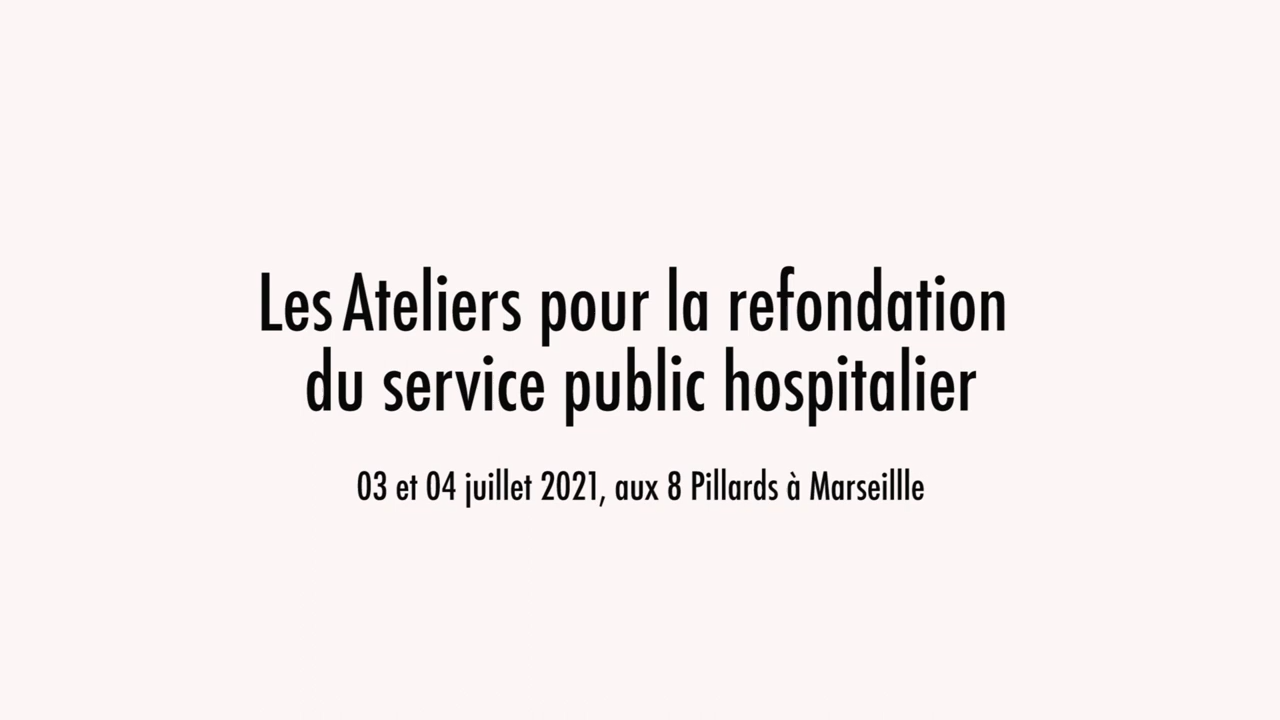 Les Ateliers pour la refondation
du service public hospitalier
03 et 04 juillet 2021, aux 8 Pillards à Marseillle